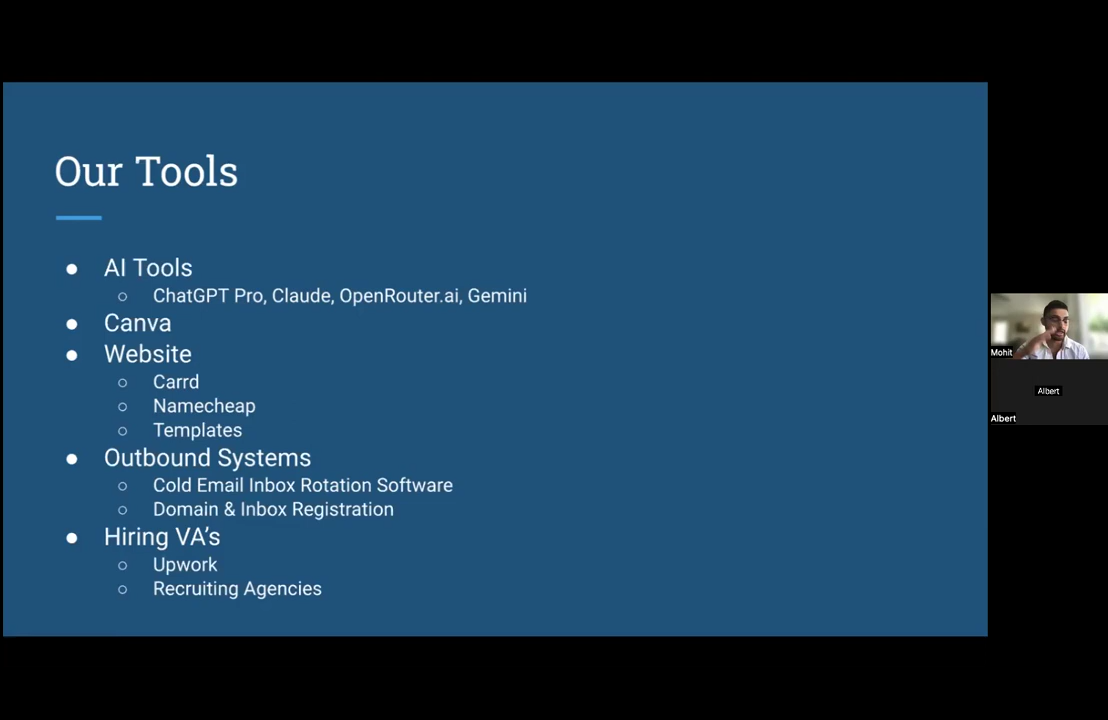 Our Tools
● AI Tools
○ ChatGPT Pro, Claude, OpenRouter.ai, Gemini
● Canva
● Website
○ Carrd
○ Namecheap
○ Templates
● Outbound Systems
○ Cold Email Inbox Rotation Software
○ Domain & Inbox Registration
● Hiring VA’s
○ Upwork
○ Recruiting Agencies
Mohit
Albert
Albert